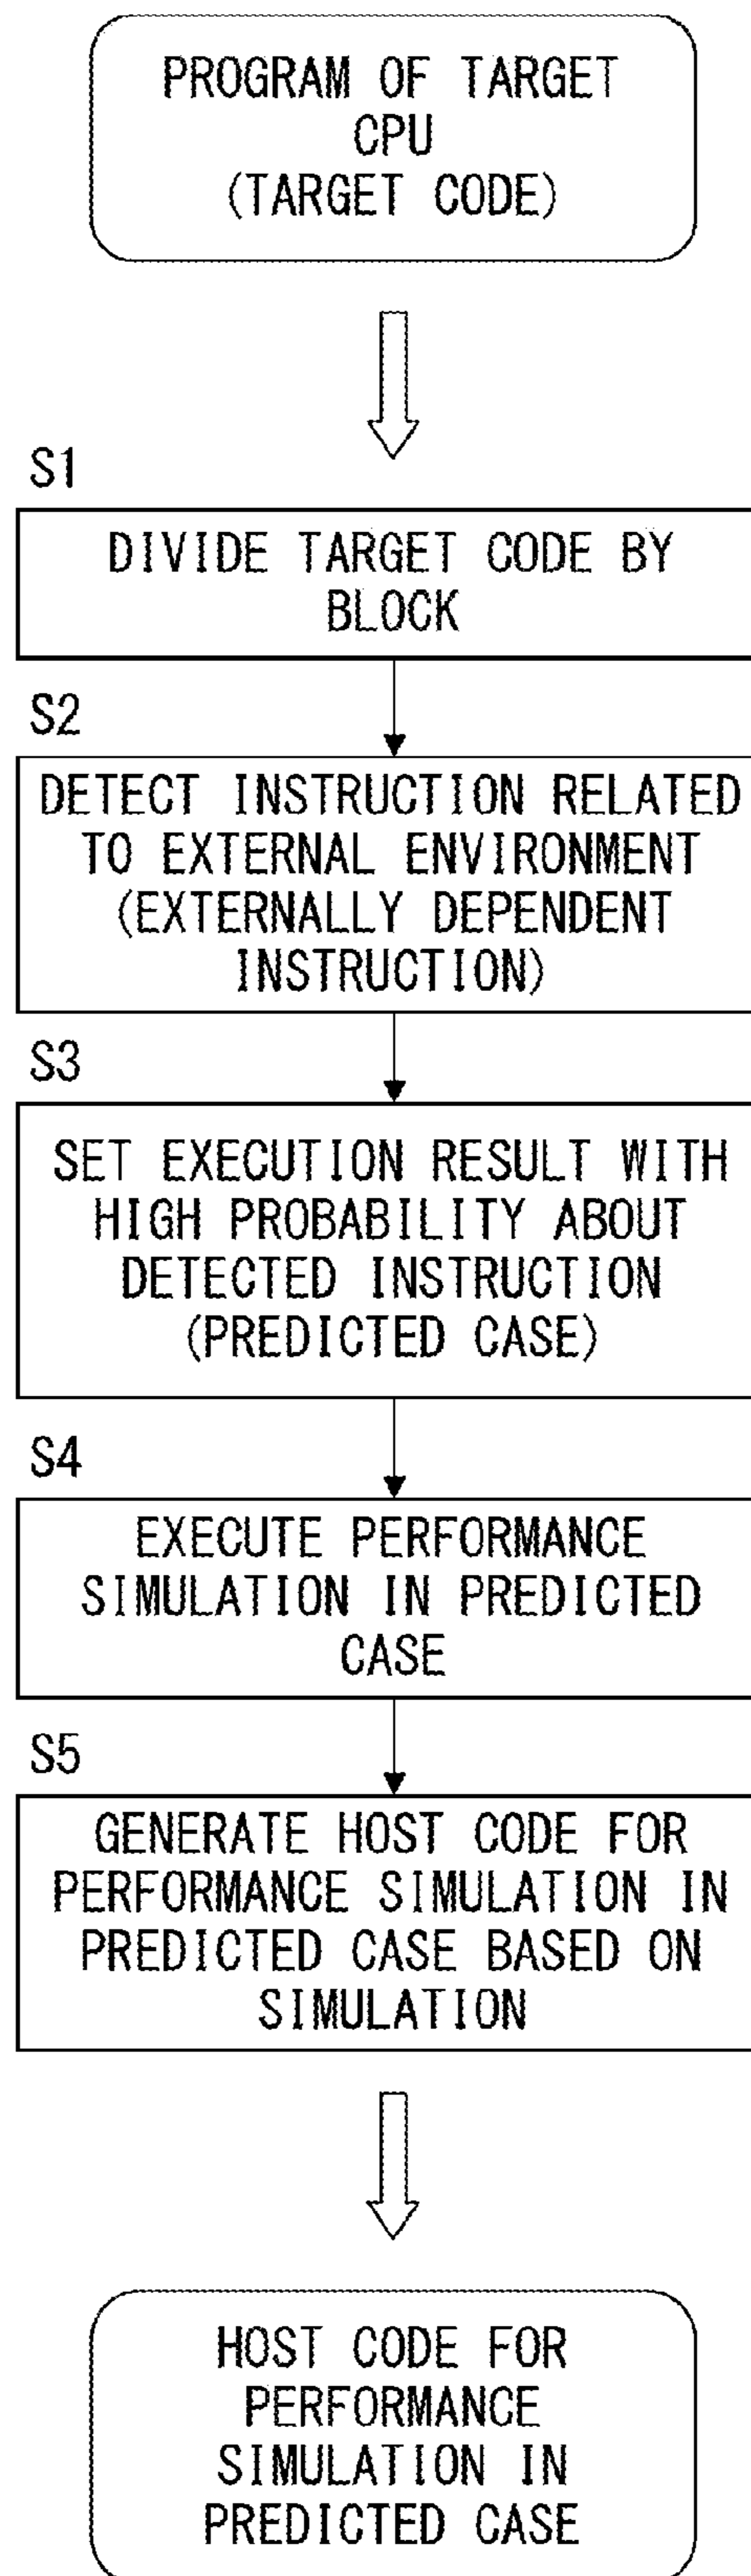 PROGRAM OF TARGET
CPU
(TARGET CODE)
S1
DIVIDE TARGET CODE BY
BLOCK
S2
DETECT INSTRUCTION RELATED
TO EXTERNAL ENVIRONMENT
(EXTERNALLY DEPENDENT
INSTRUCTION)
S3
SET EXECUTION RESULT WITH
HIGH PROBABILITY ABOUT
DETECTED INSTRUCTION
(PREDICTED CASE)
S4
EXECUTE PERFORMANCE
SIMULATION IN PREDICTED
CASE
S5
GENERATE HOST CODE FOR
PERFORMANCE SIMULATION IN
PREDICTED CASE BASED ON
SIMULATION
HOST CODE FOR
PERFORMANCE
SIMULATION IN
PREDICTED CASE